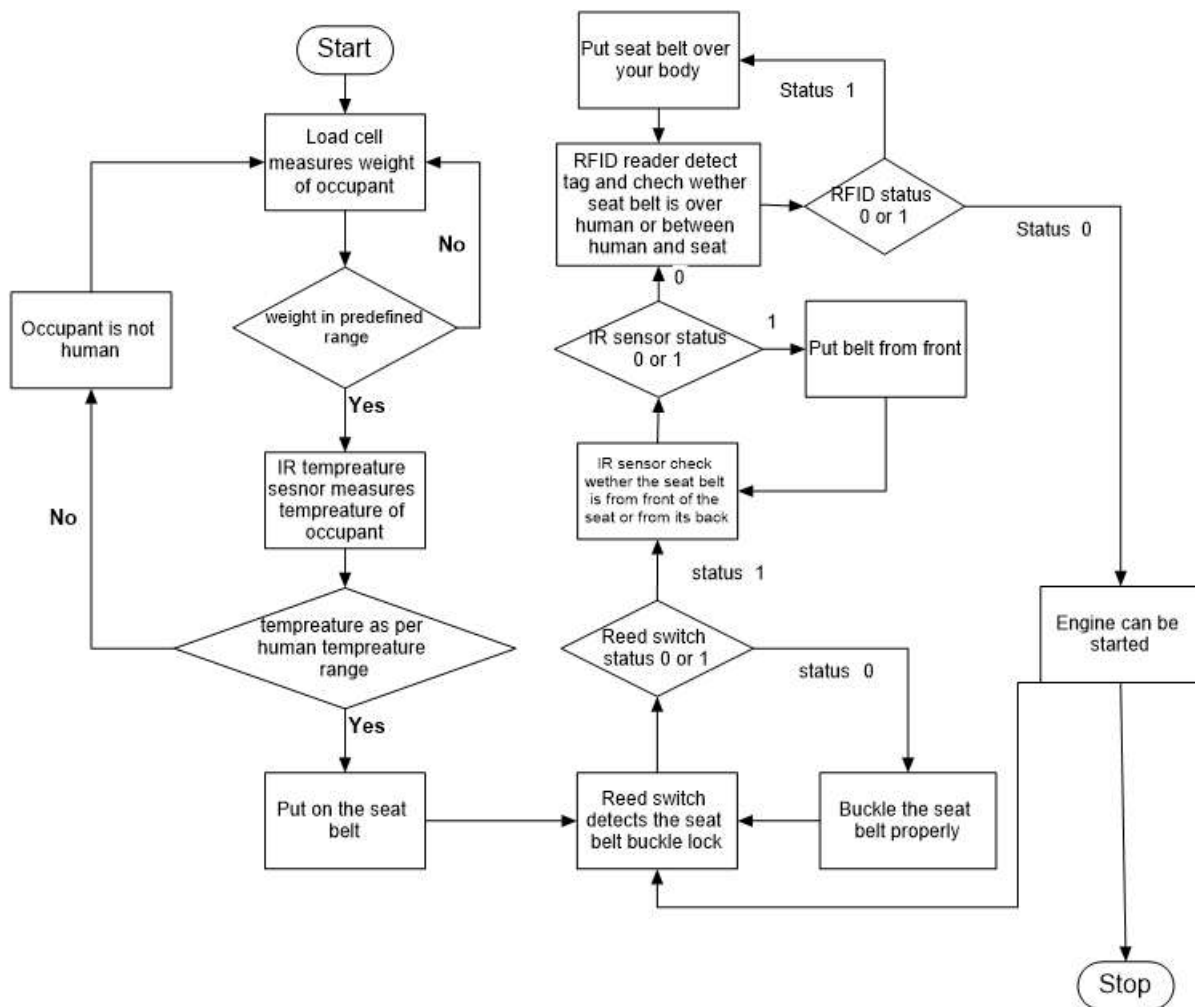 Start
Load cell
measures weight
of occupant
No
weight in predefined
range
Occupant is not
human
Yes
IR tempreature
sesnor measures
tempreature of
occupant
No
tempreature as per
human tempreature
range
Yes
Put on the seat
belt
Reed switch
detects the seat
belt buckle lock
Buckle the seat
belt properly
Reed switch
status 0 or 1
status 0
status 1
IR sensor check
wether the seat belt
is from front of the
seat or from its back
IR sensor status
0 or 1
1
Put belt from front
0
RFID reader detect
tag and chech wether
seat belt is over
human or between
human and seat
RFID status
0 or 1
Status 1
Put seat belt over
your body
Status 0
Engine can be
started
Stop